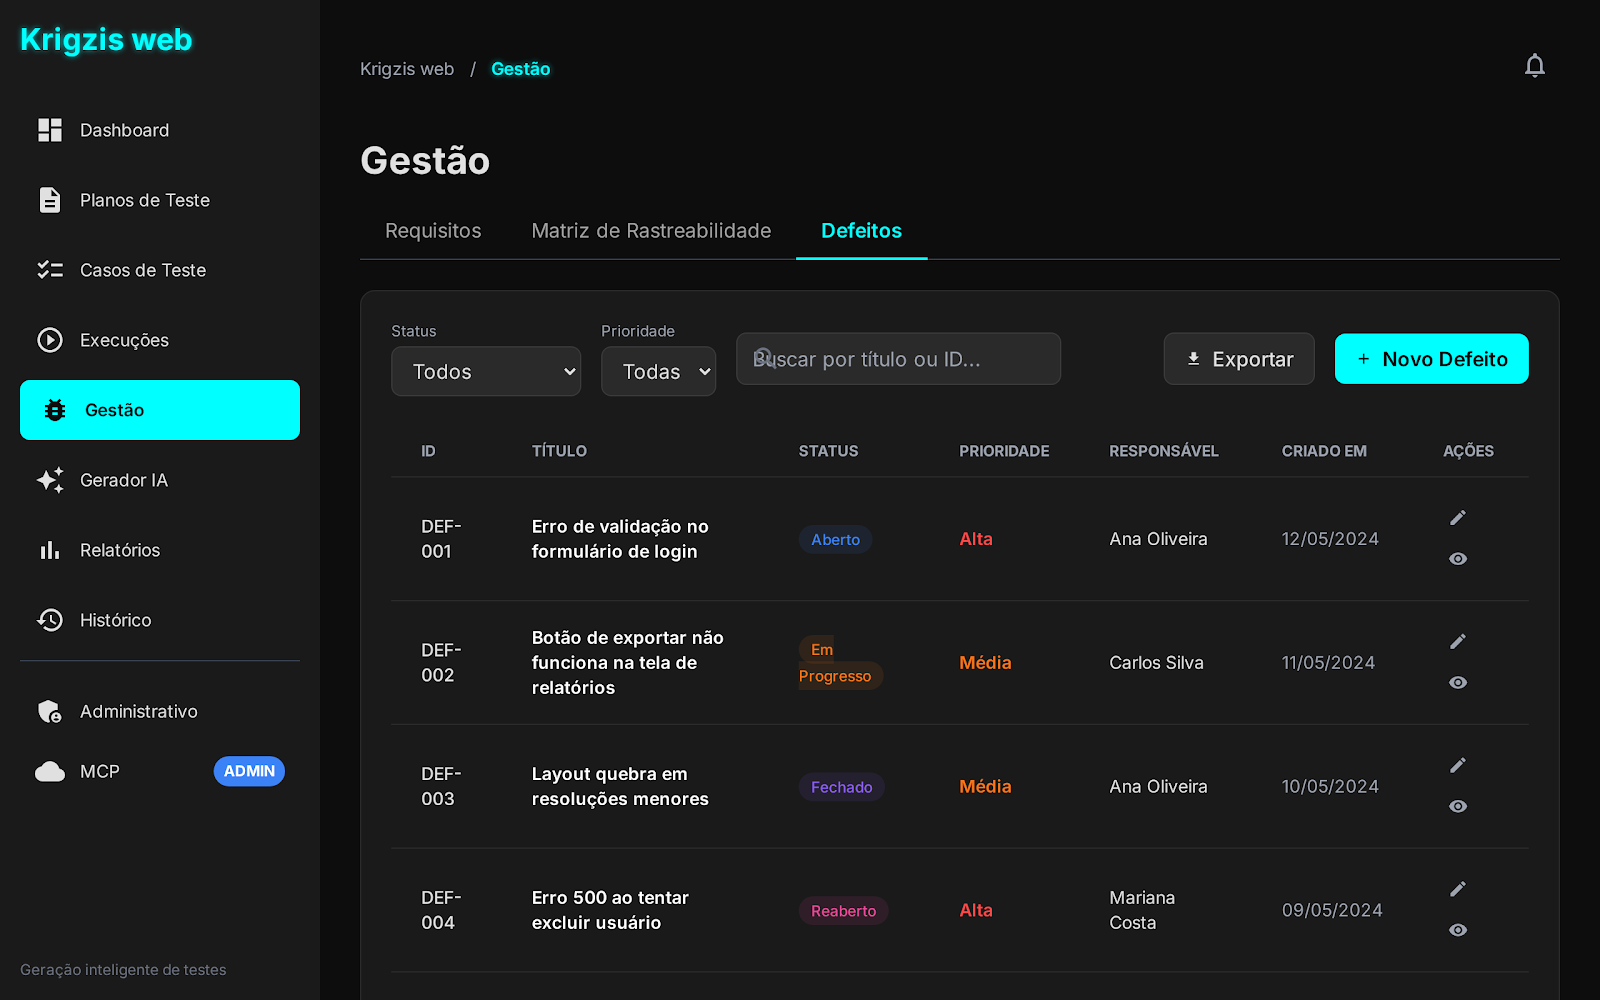 Krigzis web
Dashboard
Planos de Teste
Casos de Teste
Execuções
Gestão
Gerador IA
Relatórios
Histórico
Administrativo
MCP ADMIN
Geração inteligente de testes
Krigzis web / Gestão
Gestão
Requisitos Matriz de Rastreabilidade Defeitos
Status
Todos
Prioridade
Todas
Buscar por título ou ID...
Exportar
+ Novo Defeito
ID TÍTULO STATUS PRIORIDADE RESPONSÁVEL CRIADO EM AÇÕES
DEF-
001
Erro de validação no
formulário de login
Aberto
Alta
Ana Oliveira
12/05/2024
DEF-
002
Botão de exportar não
funciona na tela de
relatórios
Em
Progresso
Média
Carlos Silva
11/05/2024
DEF-
003
Layout quebra em
resoluções menores
Fechado
Média
Ana Oliveira
10/05/2024
DEF-
004
Erro 500 ao tentar
excluir usuário
Reaberto
Alta
Mariana
Costa
09/05/2024